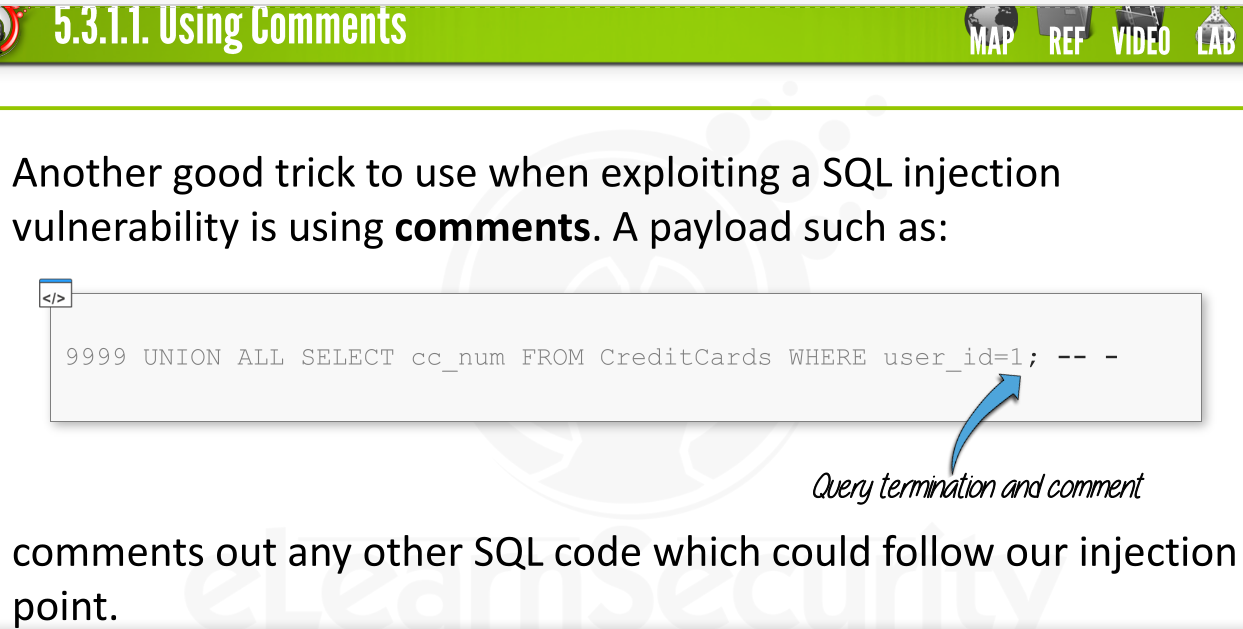 5.3.1.1. Using Comments
MAP REF VIDEO LAB
Another good trick to use when exploiting a SQL injection
vulnerability is using comments. A payload such as:
</>
9999 UNION ALL SELECT cc_num FROM CreditCards WHERE user_id=1; -- -
Query termination and comment
comments out any other SQL code which could follow our injection
point.
eLearnSecurity